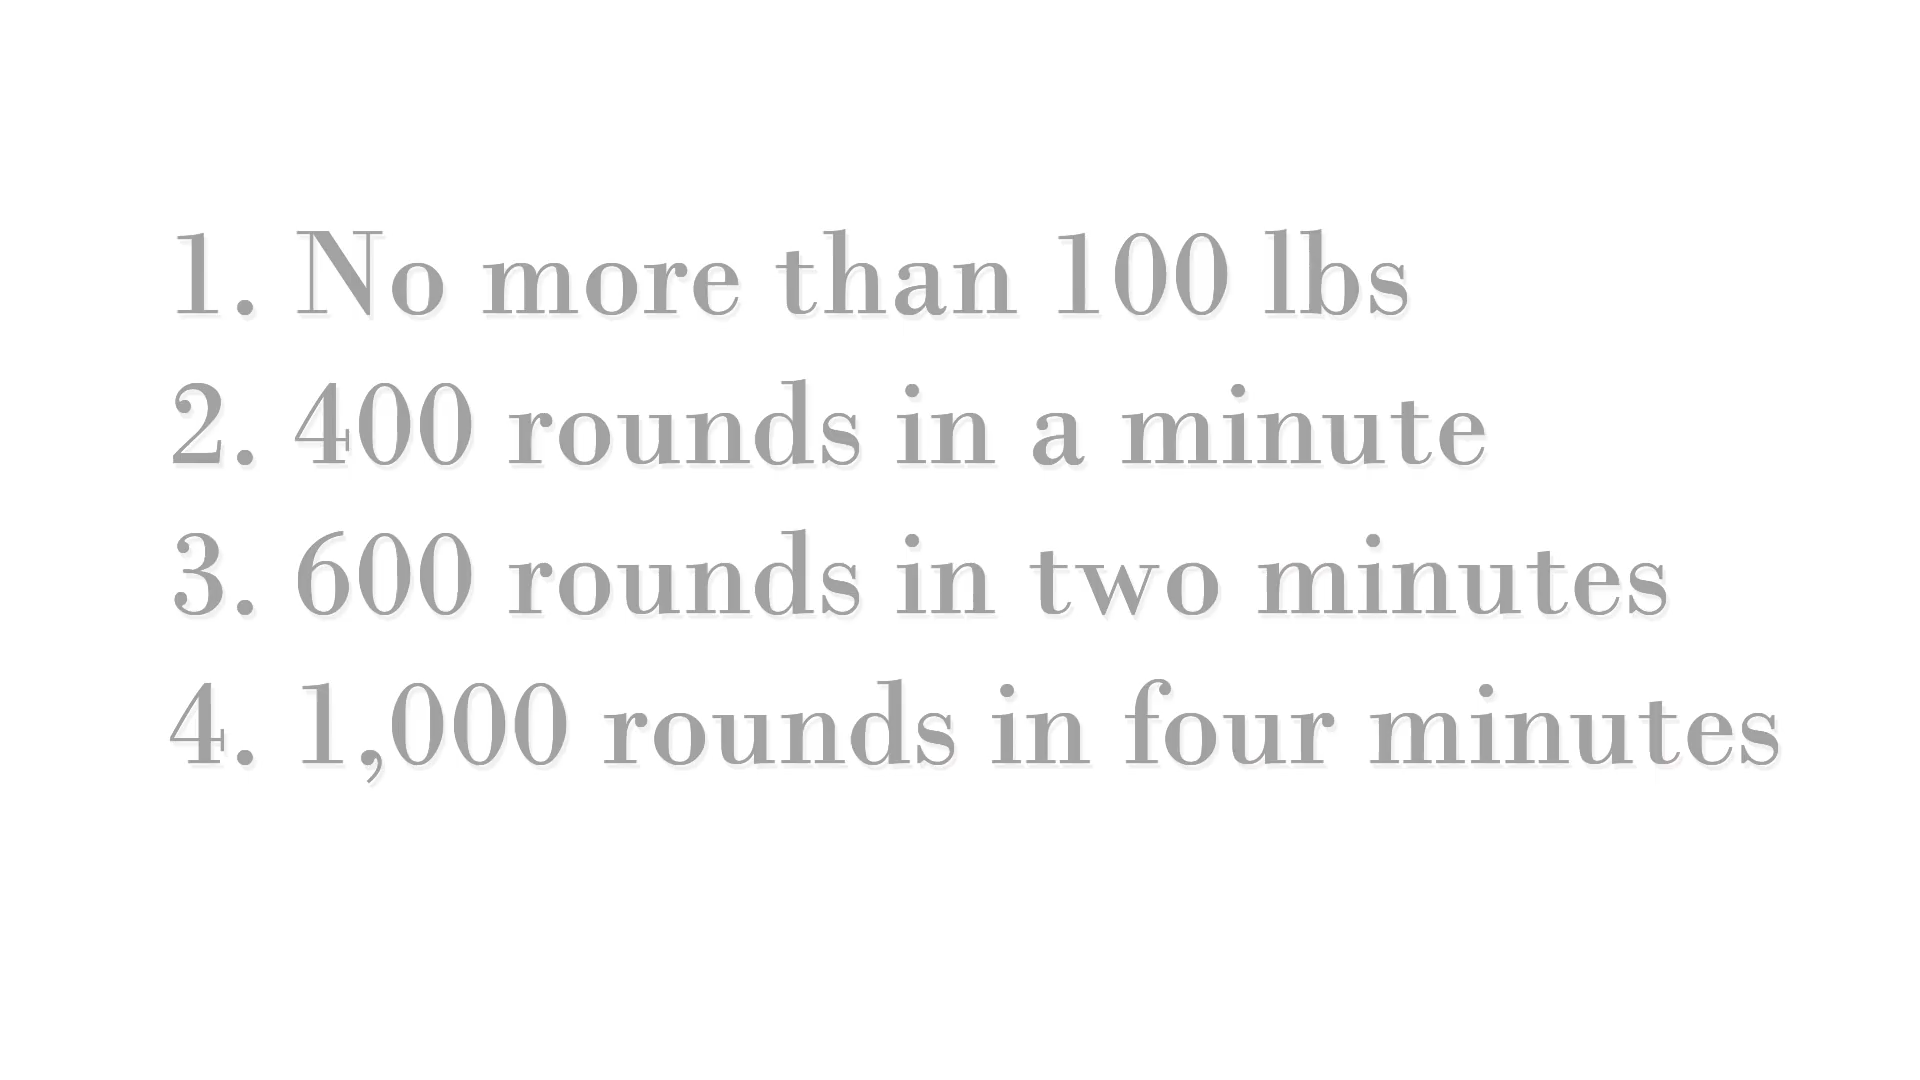 1. No more than 100 lbs
2. 400 rounds in a minute
3. 600 rounds in two minutes
4. 1,000 rounds in four minutes